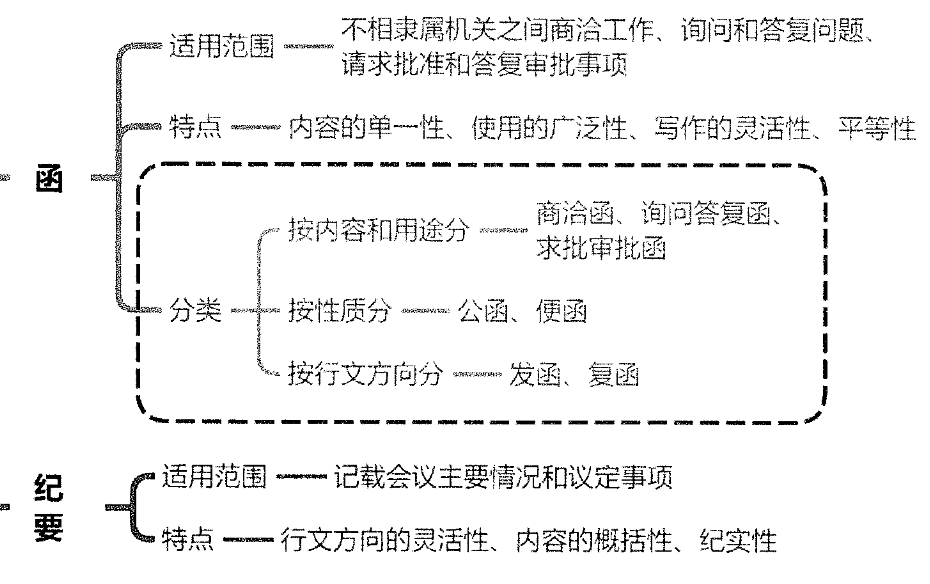 不相隶属机关之间商洽工作、询问和答复问题、
适用范围
请求批准和答复审批事项
特点
内容的单一性、使用的广泛性、写作的灵活性、平等性
函
商洽函、询问答复函、
按内容和用途分
求批审批函
分类
按性质分
公函、便函
按行文方向分
发函、复函
纪
要
适用范围
记载会议主要情况和议定事项
特点
行文方向的灵活性、内容的概括性、纪实性